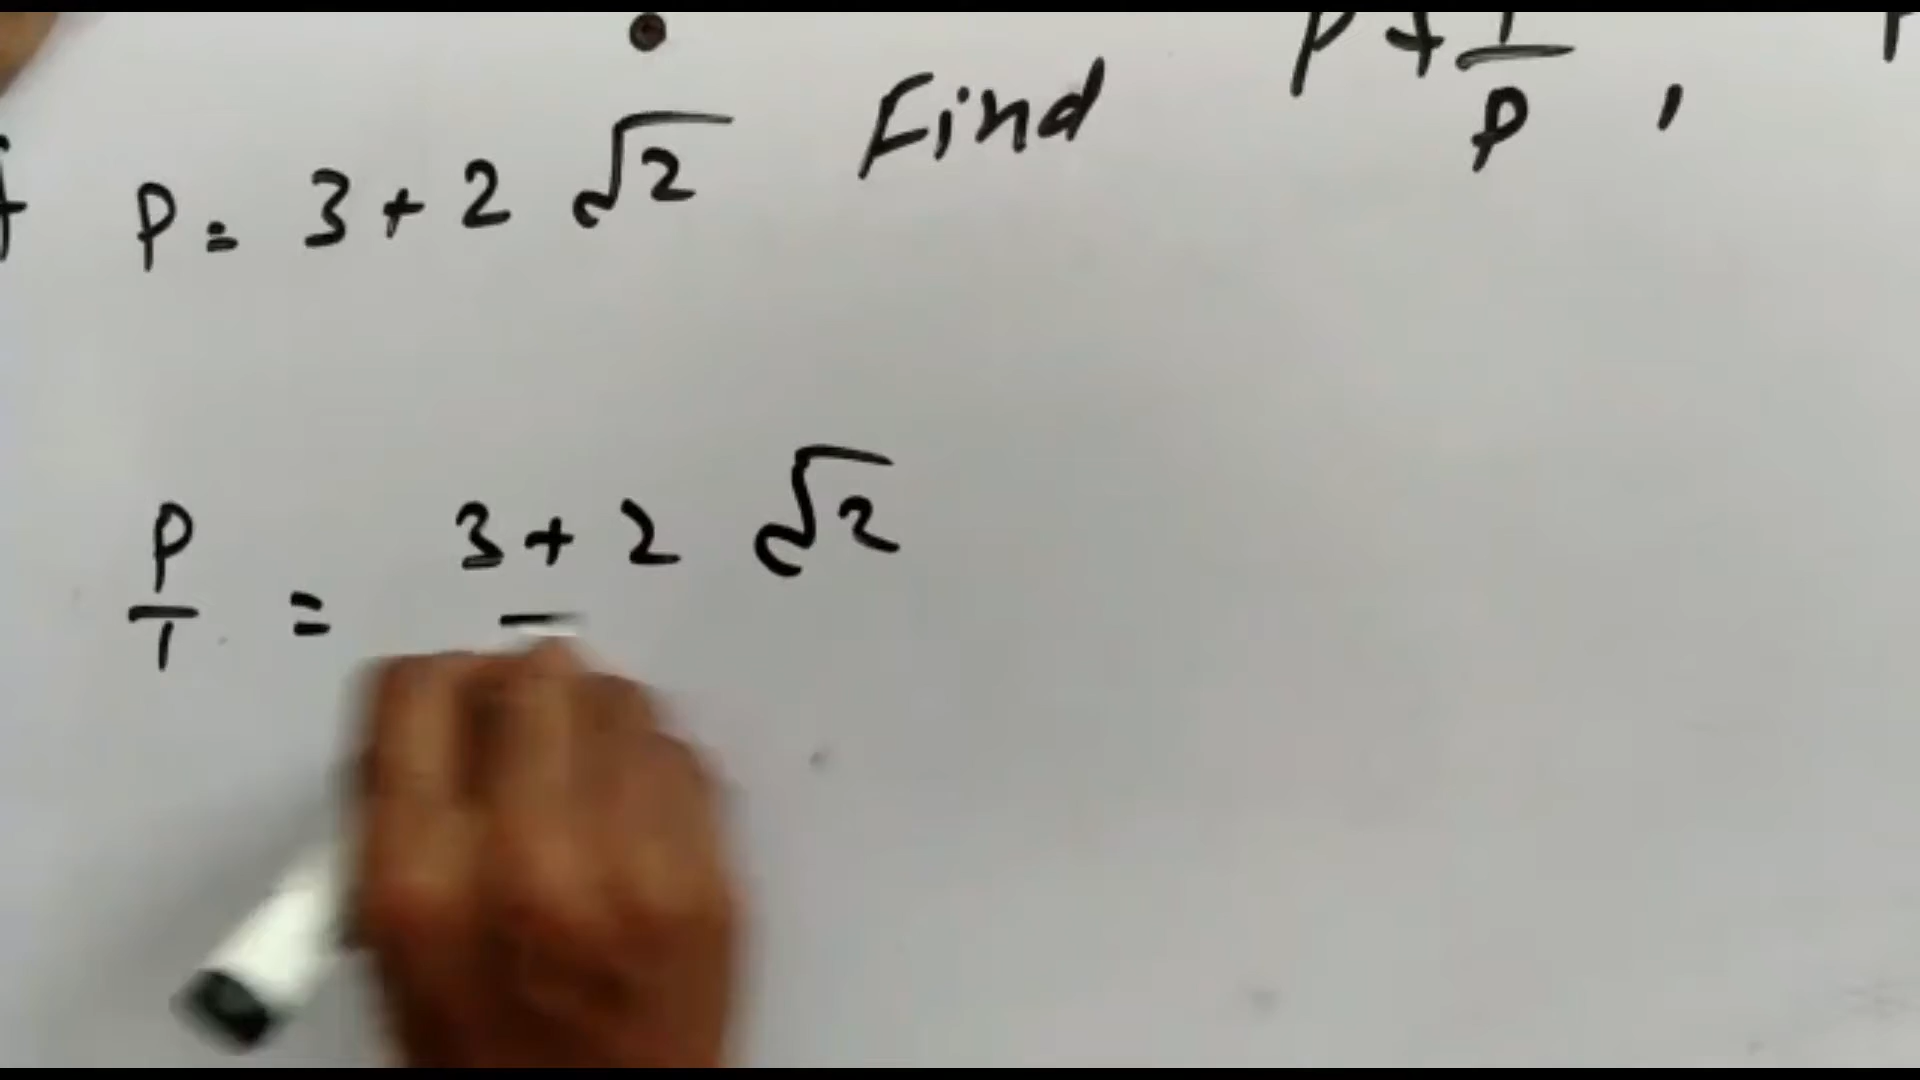 P = 3 + 2 √2 Find P + 1/P ,
P/1 = 3 + 2 √2